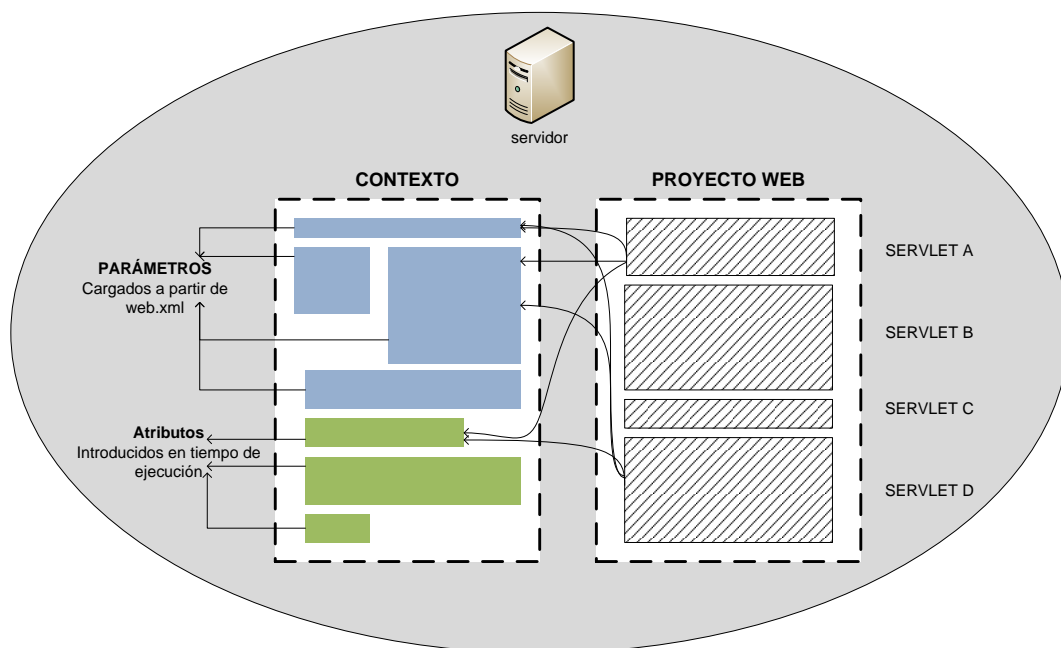 servidor
CONTEXTO
PROYECTO WEB
PARÁMETROS
Cargados a partir de
web.xml
Atributos
Introducidos en tiempo de
ejecución
SERVLET A
SERVLET B
SERVLET C
SERVLET D